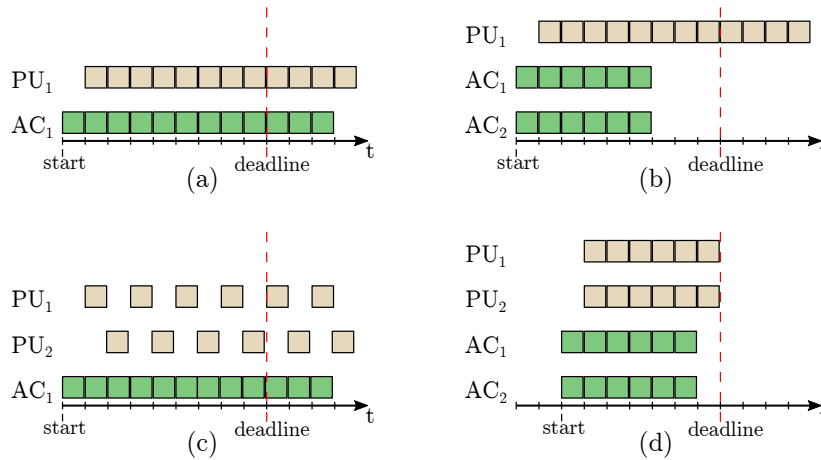 PU₁
AC₁
start
deadline
t
(a)
PU₁
AC₁
AC₂
start
deadline
t
(b)
PU₁
PU₂
AC₁
start
deadline
t
(c)
PU₁
PU₂
AC₁
AC₂
start
deadline
t
(d)